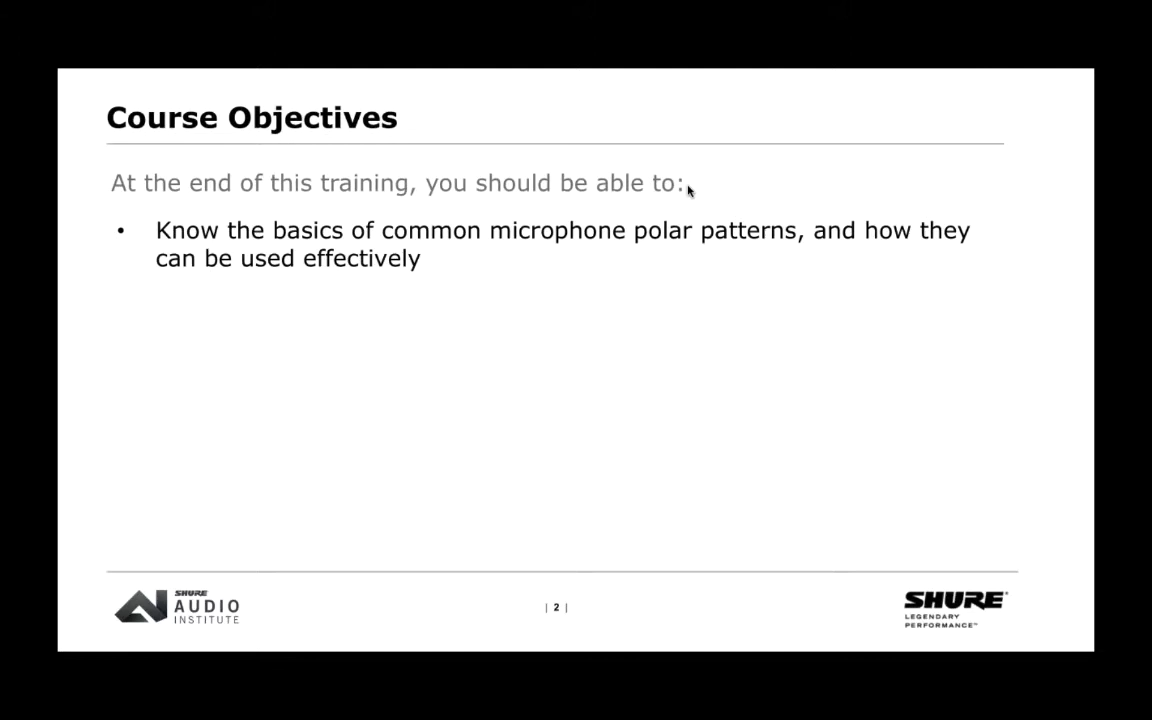 Course Objectives
At the end of this training, you should be able to:
• Know the basics of common microphone polar patterns, and how they
can be used effectively
SHURE
AUDIO
INSTITUTE
| 2 |
SHURE®
LEGENDARY
PERFORMANCE™